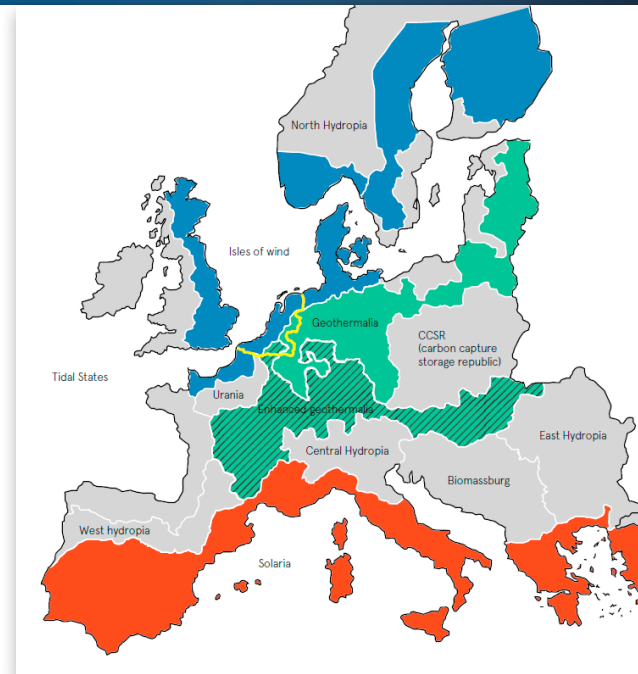 North Hydropia
Isles of wind
Geothermalia
CCSR
(carbon capture
storage republic)
Tidal States
Urania
Enhanced geothermalia
East Hydropia
Central Hydropia
Biomassburg
West hydropia
Solaria